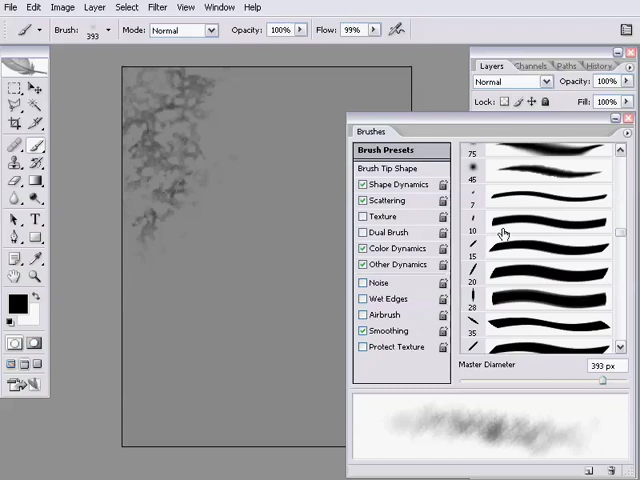 File Edit Image Layer Select Filter View Window Help
Brush: 393 Mode: Normal Opacity: 100% Flow: 99%
Layers Channels Paths History
Normal Opacity: 100%
Lock: Fill: 100%
Brushes
Brush Presets
Brush Tip Shape
Shape Dynamics
Scattering
Texture
Dual Brush
Color Dynamics
Other Dynamics
Noise
Wet Edges
Airbrush
Smoothing
Protect Texture
75
45
7
10
15
20
28
35
Master Diameter 393 px